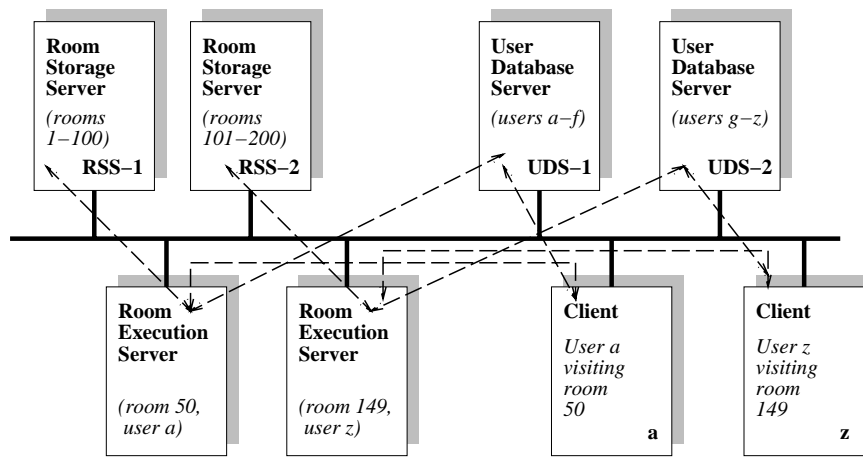 Room
Storage
Server
(rooms
1–100)
RSS–1
Room
Storage
Server
(rooms
101–200)
RSS–2
User
Database
Server
(users a–f)
UDS–1
User
Database
Server
(users g–z)
UDS–2
Room
Execution
Server
(room 50,
user a)
Room
Execution
Server
(room 149,
user z)
Client
User a
visiting
room
50
a
Client
User z
visiting
room
149
z